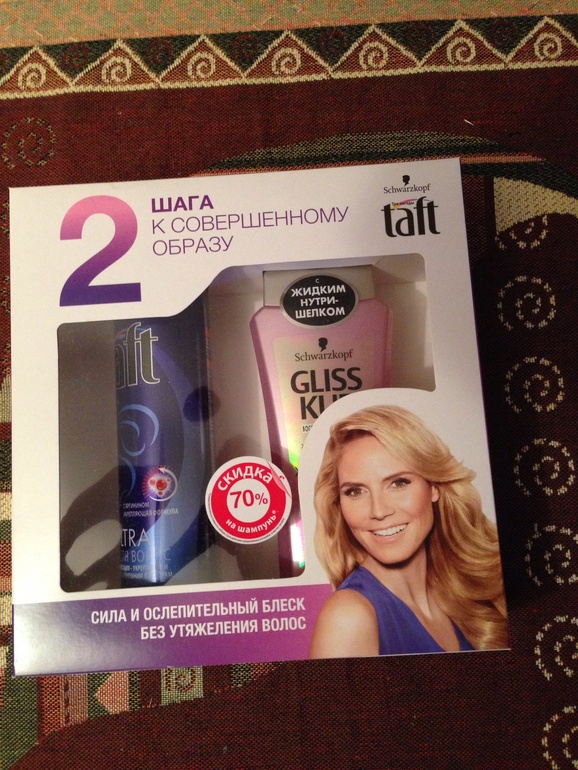 2 ШАГА
К СОВЕРШЕННОМУ
ОБРАЗУ
Schwarzkopf
taft
С
ЖИДКИМ
НУТРИ-
ШЕЛКОМ
Schwarzkopf
GLISS
СКИДКА
70%
на шампунь*
СИЛА И ОСЛЕПИТЕЛЬНЫЙ БЛЕСК
БЕЗ УТЯЖЕЛЕНИЯ ВОЛОС